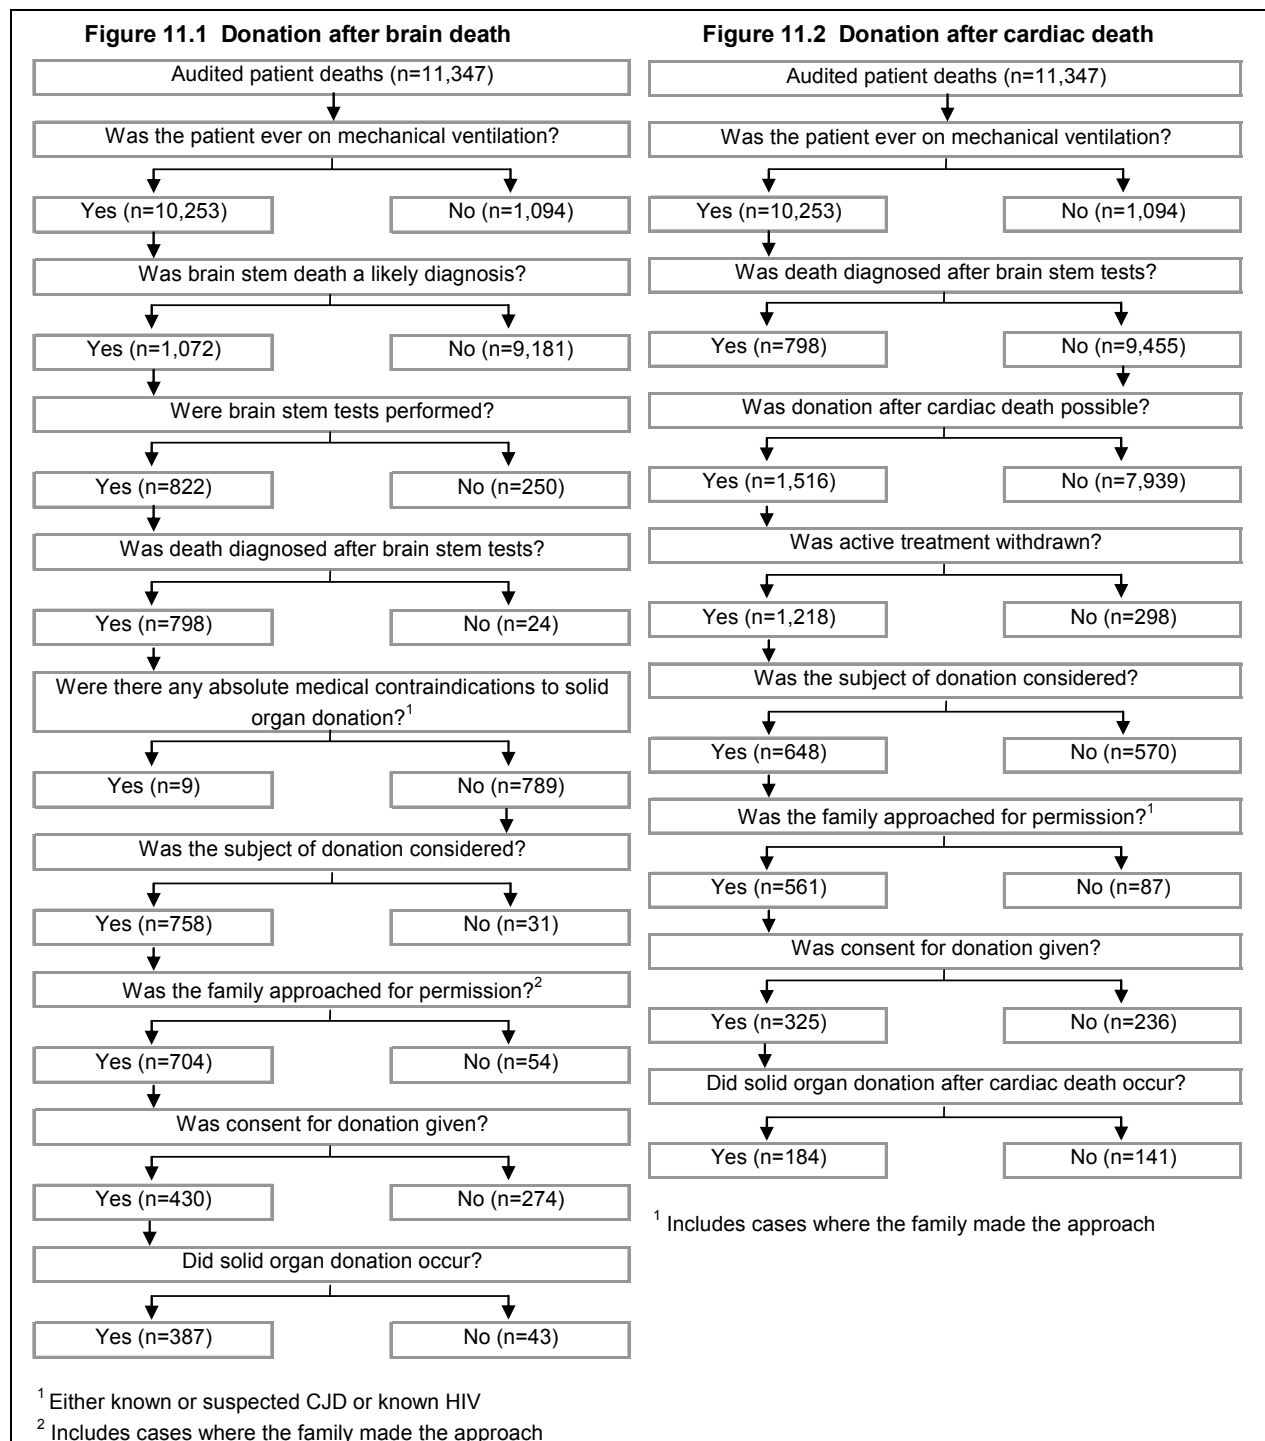 Figure 11.1 Donation after brain death
Audited patient deaths (n=11,347)
Was the patient ever on mechanical ventilation?
Yes (n=10,253)
No (n=1,094)
Was brain stem death a likely diagnosis?
Yes (n=1,072)
No (n=9,181)
Were brain stem tests performed?
Yes (n=822)
No (n=250)
Was death diagnosed after brain stem tests?
Yes (n=798)
No (n=24)
Were there any absolute medical contraindications to solid
organ donation?1
Yes (n=9)
No (n=789)
Was the subject of donation considered?
Yes (n=758)
No (n=31)
Was the family approached for permission?2
Yes (n=704)
No (n=54)
Was consent for donation given?
Yes (n=430)
No (n=274)
Did solid organ donation occur?
Yes (n=387)
No (n=43)
1 Either known or suspected CJD or known HIV
2 Includes cases where the family made the approach
Figure 11.2 Donation after cardiac death
Audited patient deaths (n=11,347)
Was the patient ever on mechanical ventilation?
Yes (n=10,253)
No (n=1,094)
Was death diagnosed after brain stem tests?
Yes (n=798)
No (n=9,455)
Was donation after cardiac death possible?
Yes (n=1,516)
No (n=7,939)
Was active treatment withdrawn?
Yes (n=1,218)
No (n=298)
Was the subject of donation considered?
Yes (n=648)
No (n=570)
Was the family approached for permission?1
Yes (n=561)
No (n=87)
Was consent for donation given?
Yes (n=325)
No (n=236)
Did solid organ donation after cardiac death occur?
Yes (n=184)
No (n=141)
1 Includes cases where the family made the approach